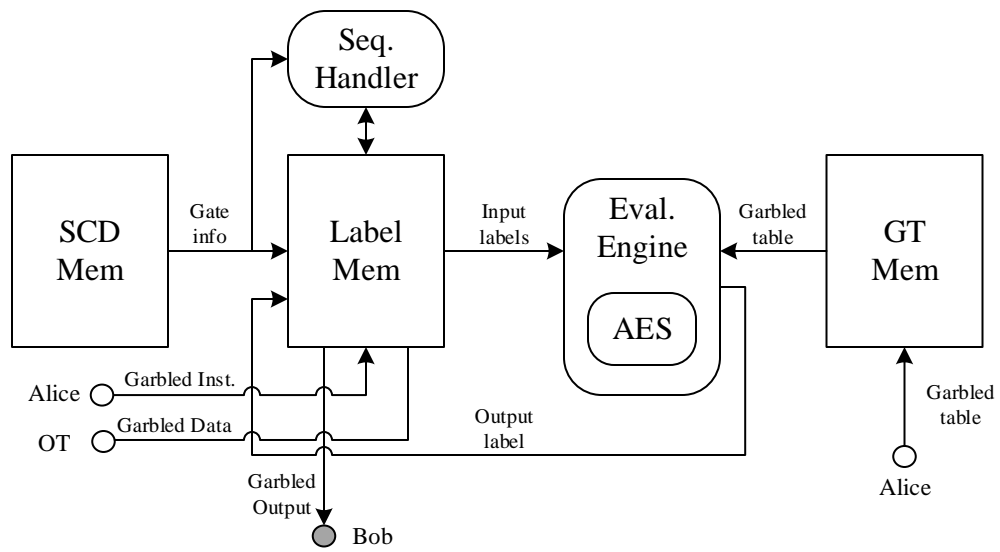 Seq.
Handler
SCD
Mem
Gate
info
Label
Mem
Input
labels
Eval.
Engine
AES
Garbled
table
GT
Mem
Alice
Garbled Inst.
OT
Garbled Data
Output
label
Garbled
table
Alice
Garbled
Output
Bob